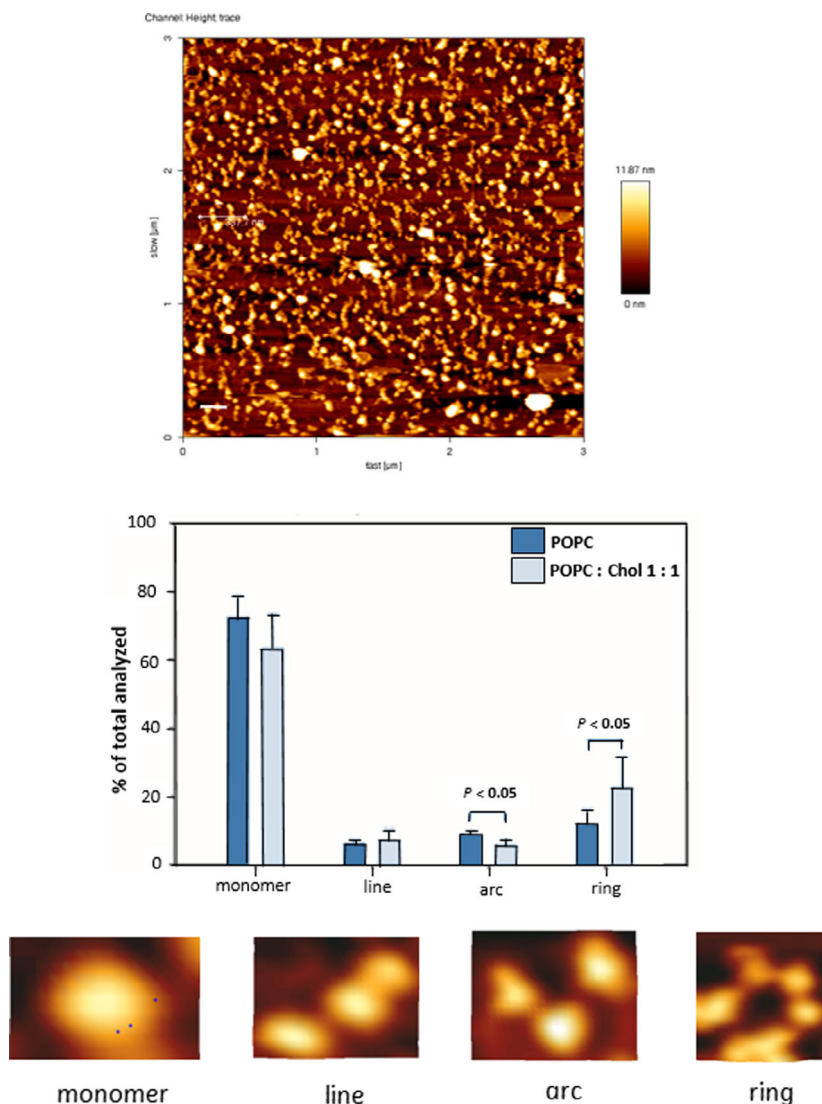 Channel: Height trace
3
2
1
0
slow [µm]
0 1 2 3
fast [µm]
11.87 nm
0 nm
100
80
60
40
20
0
% of total analyzed
POPC
POPC : Chol 1 : 1
P < 0.05
P < 0.05
monomer line arc ring
monomer line arc ring